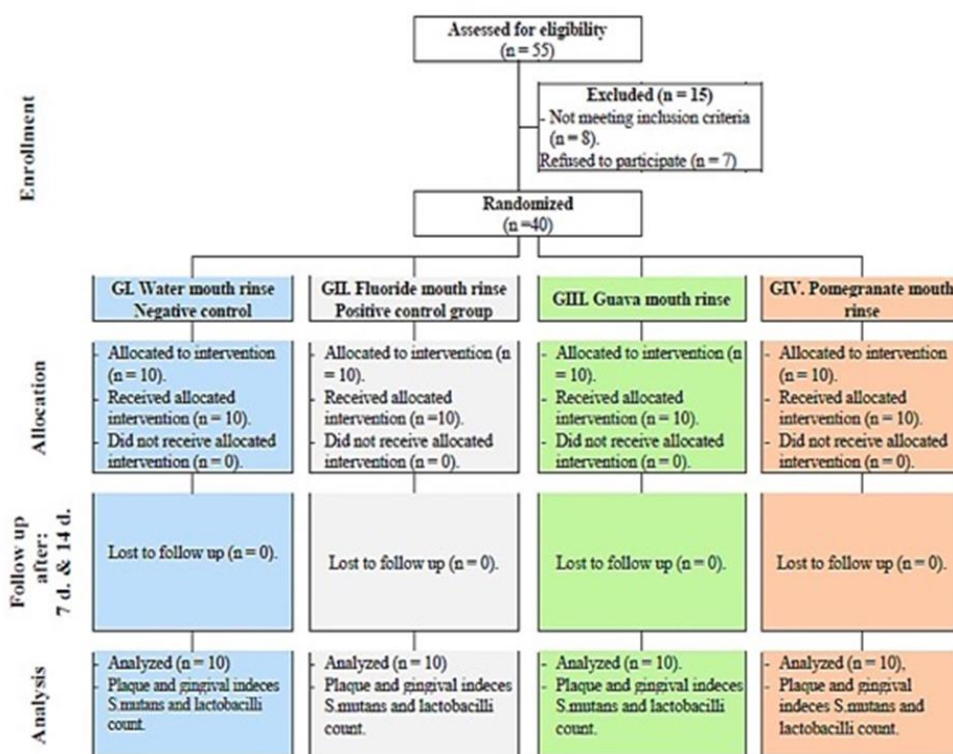 Assessed for eligibility
(n = 55)
Enrollment
Excluded (n = 15)
- Not meeting inclusion criteria
(n = 8).
Refused to participate (n = 7)
Randomized
(n =40)
GI. Water mouth rinse
Negative control
GII. Fluoride mouth rinse
Positive control group
GIII. Guava mouth rinse
GIV. Pomegranate mouth
rinse
Allocation
- Allocated to intervention
(n = 10).
- Received allocated
intervention (n = 10)
- Did not receive allocated
intervention (n = 0).
- Allocated to intervention (n
= 10).
- Received allocated
intervention (n =10).
- Did not receive allocated
intervention (n = 0).
- Allocated to intervention (n
= 10).
- Received allocated
intervention (n = 10).
- Did not receive allocated
intervention (n = 0).
- Allocated to intervention (n
= 10).
- Received allocated
intervention (n = 10).
- Did not receive allocated
intervention (n = 0).
Follow up
after:
7 d. & 14 d.
Lost to follow up (n = 0).
Lost to follow up (n = 0).
Lost to follow up (n = 0).
Lost to follow up (n = 0).
Analysis
- Analyzed (n = 10)
- Plaque and gingival indeces
S.mutans and lactobacilli
count.
- Analyzed (n = 10)
- Plaque and gingival indeces
S.mutans and lactobacilli
count.
- Analyzed (n = 10).
- Plaque and gingival indeces
S.mutans and lactobacilli
count.
- Analyzed (n = 10),
- Plaque and gingival
indeces S.mutans and
lactobacilli count.